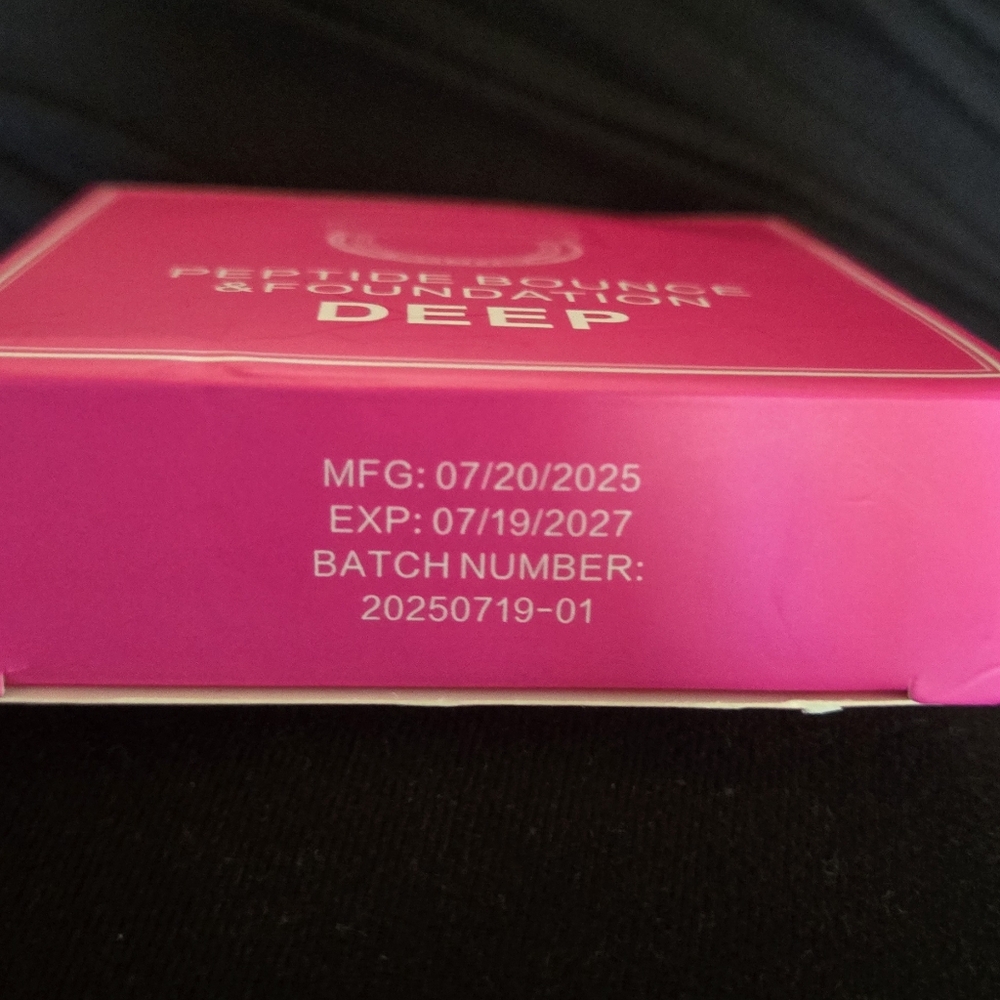 PEPTIDE BOUNCE
&FOUNDATION
DEEP
MFG: 07/20/2025
EXP: 07/19/2027
BATCH NUMBER:
20250719-01